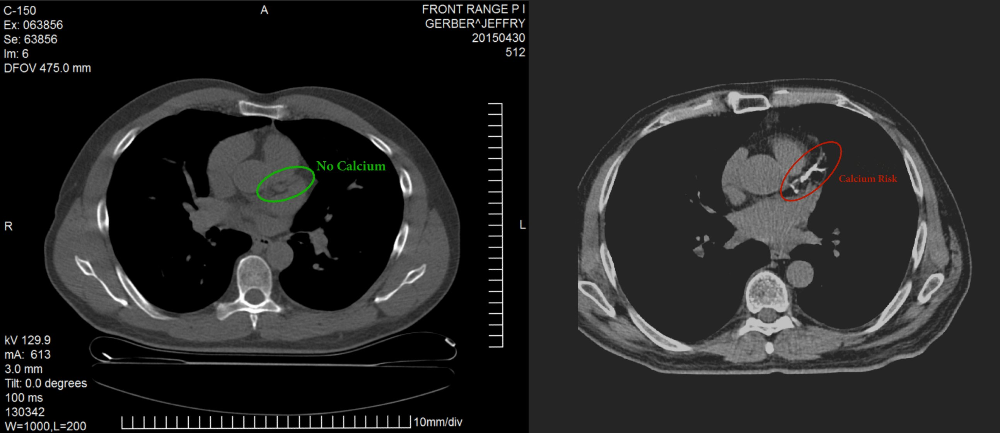 C-150
Ex: 063856
Se: 63856
Im: 6
DFOV 475.0 mm
A
FRONT RANGE P I
GERBER^JEFFRY
20150430
512
No Calcium
R
L
kV 129.9
mA: 613
3.0 mm
Tilt: 0.0 degrees
100 ms
130342
W=1000,L=200
10mm/div
Calcium Risk